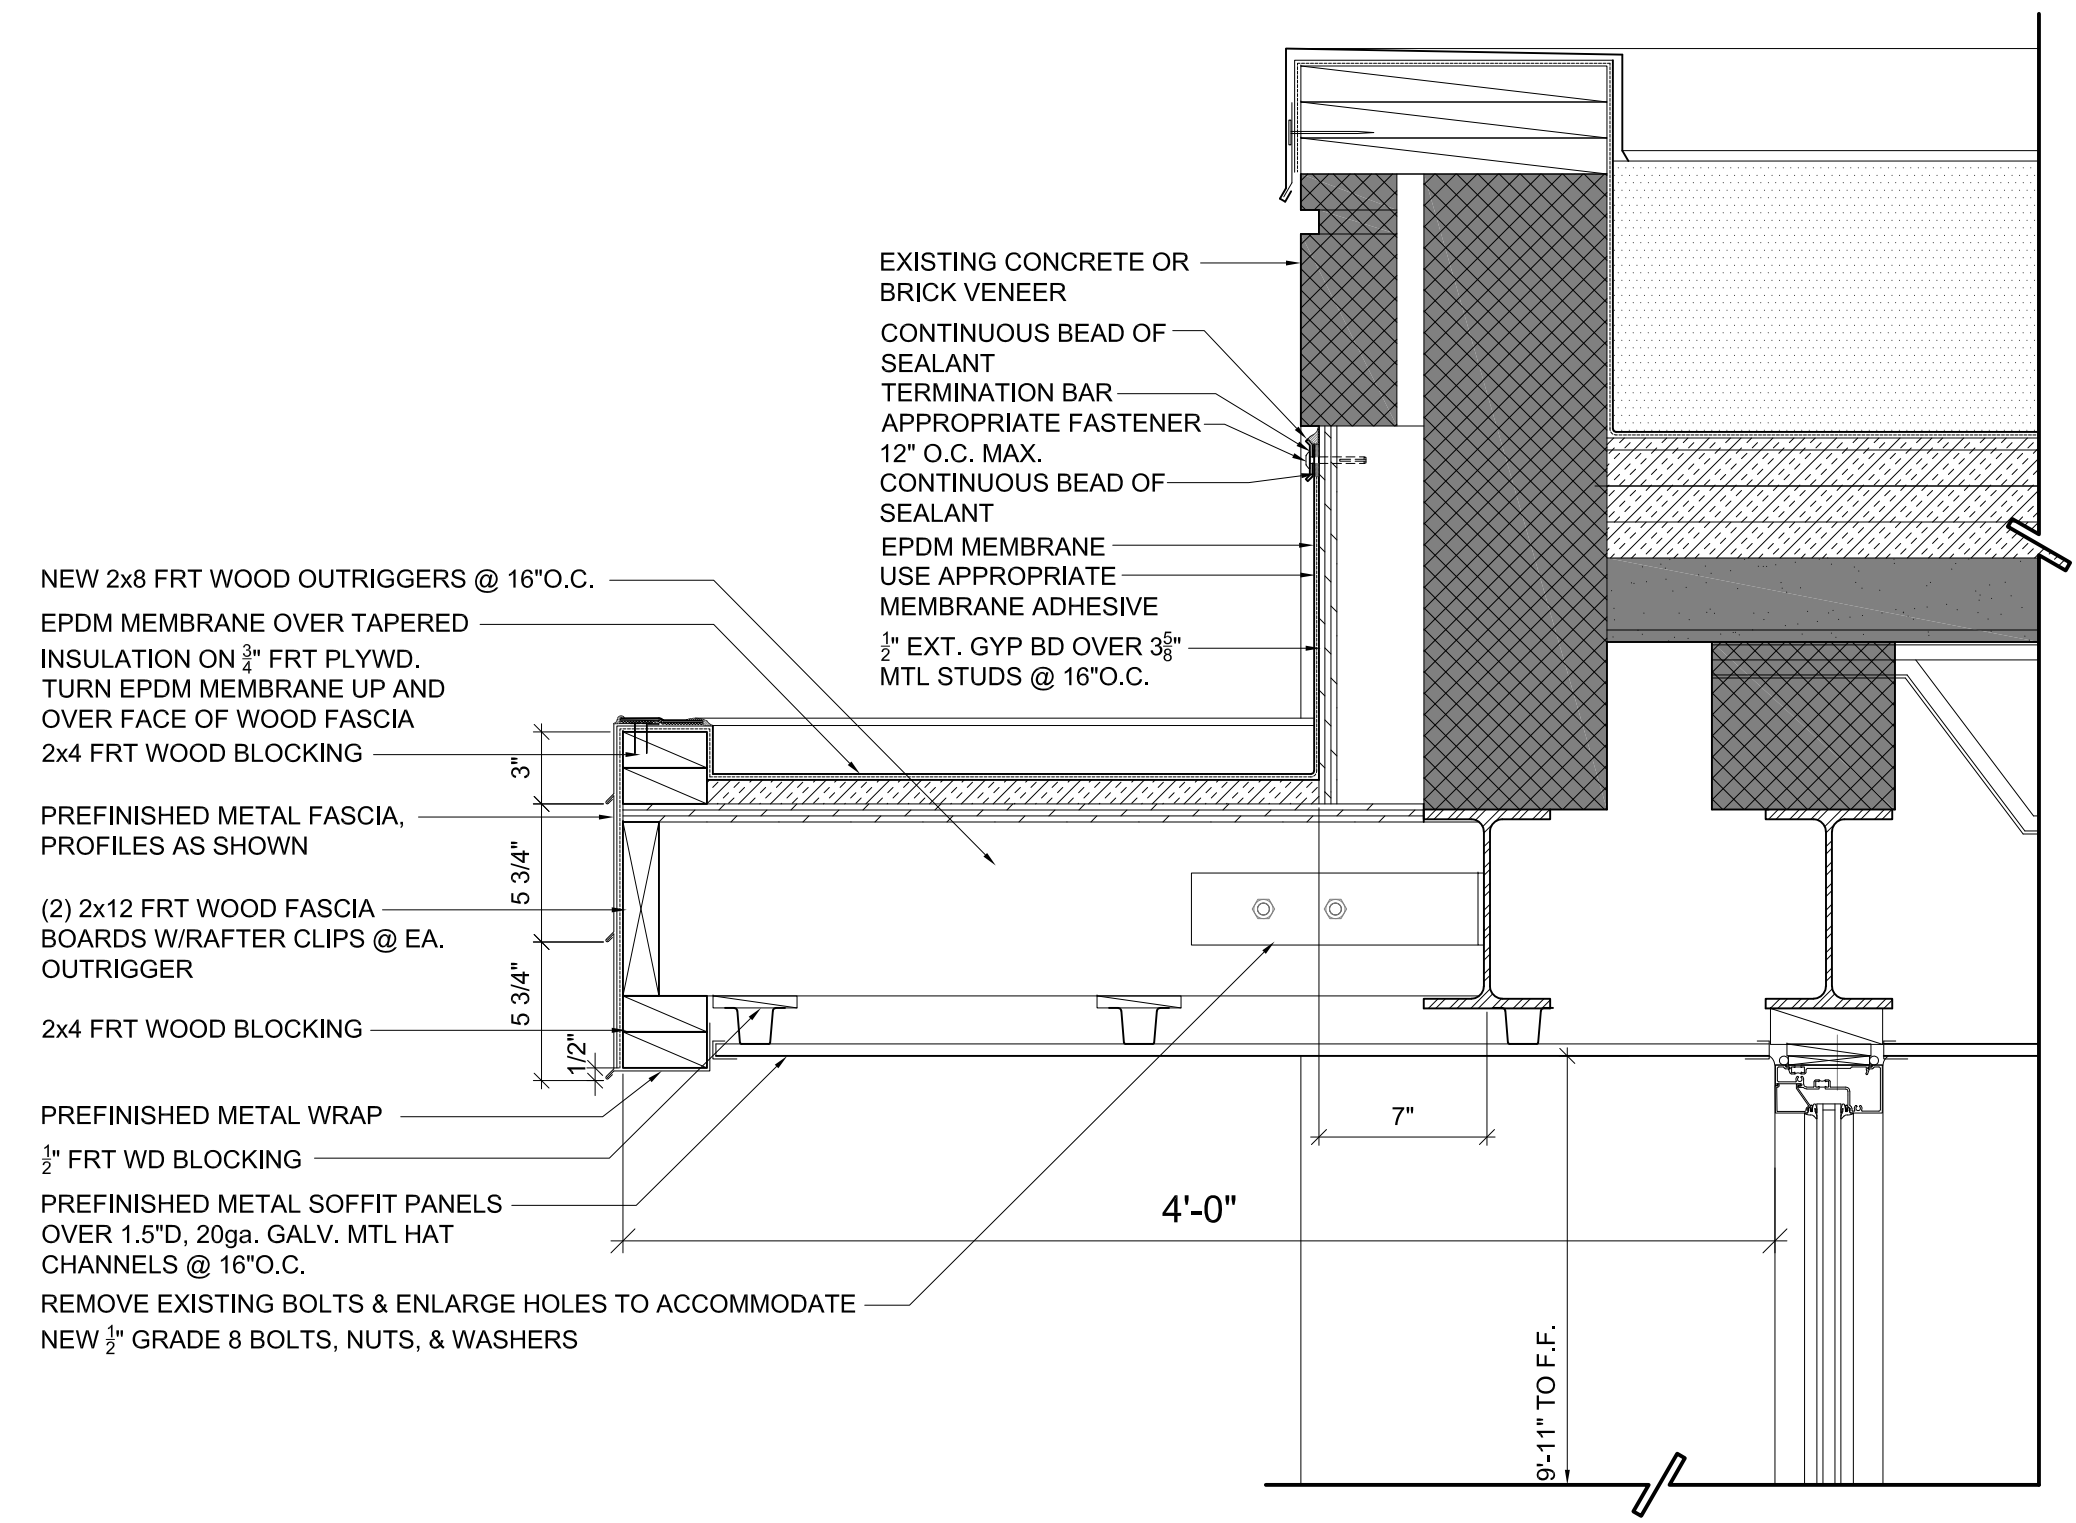 EXISTING CONCRETE OR
BRICK VENEER
CONTINUOUS BEAD OF
SEALANT
TERMINATION BAR
APPROPRIATE FASTENER
12" O.C. MAX.
CONTINUOUS BEAD OF
SEALANT
EPDM MEMBRANE
USE APPROPRIATE
MEMBRANE ADHESIVE
1/2" EXT. GYP BD OVER 3 5/8"
MTL STUDS @ 16"O.C.
NEW 2x8 FRT WOOD OUTRIGGERS @ 16"O.C.
EPDM MEMBRANE OVER TAPERED
INSULATION ON 3/4" FRT PLYWD.
TURN EPDM MEMBRANE UP AND
OVER FACE OF WOOD FASCIA
2x4 FRT WOOD BLOCKING
PREFINISHED METAL FASCIA,
PROFILES AS SHOWN
(2) 2x12 FRT WOOD FASCIA
BOARDS W/RAFTER CLIPS @ EA.
OUTRIGGER
2x4 FRT WOOD BLOCKING
PREFINISHED METAL WRAP
1/2" FRT WD BLOCKING
PREFINISHED METAL SOFFIT PANELS
OVER 1.5"D, 20ga. GALV. MTL HAT
CHANNELS @ 16"O.C.
REMOVE EXISTING BOLTS & ENLARGE HOLES TO ACCOMMODATE
NEW 1/2" GRADE 8 BOLTS, NUTS, & WASHERS
3"
5 3/4"
5 3/4"
1/2"
7"
4'-0"
9'-11" TO F.F.